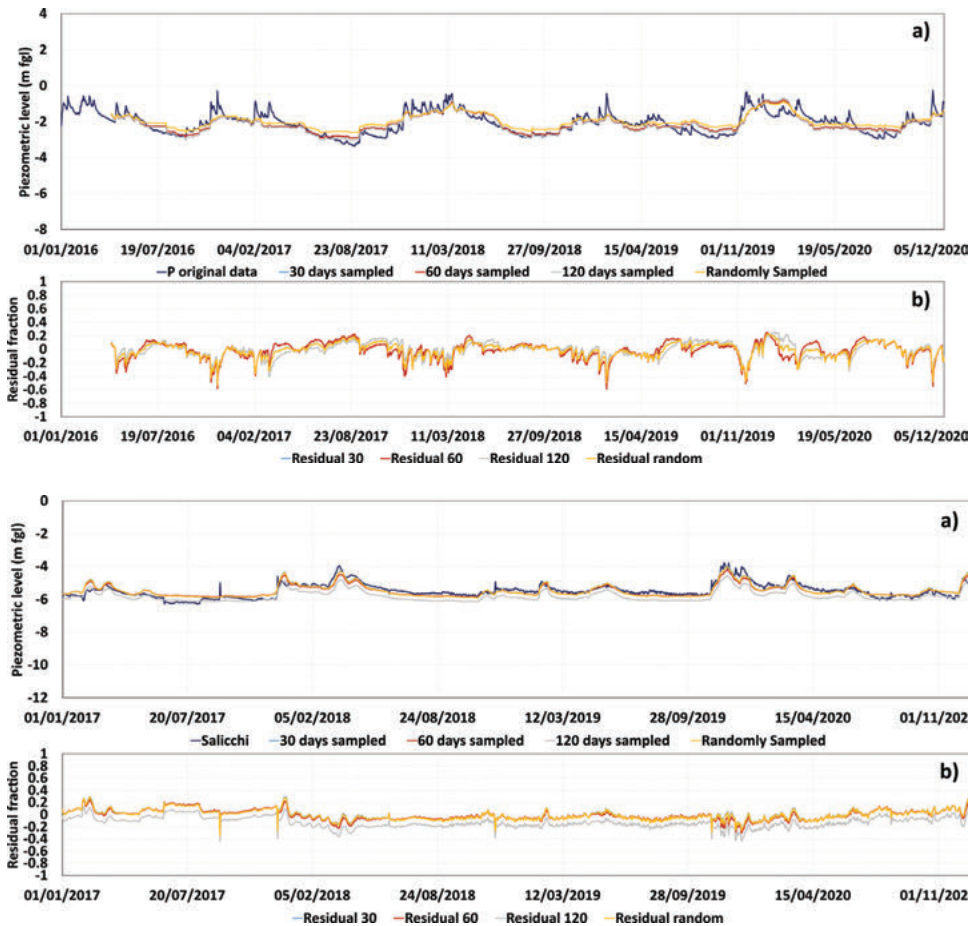 a)
Piezometric level (m fgl)
4
2
0
-2
-4
-6
-8
01/01/2016 19/07/2016 04/02/2017 23/08/2017 11/03/2018 27/09/2018 15/04/2019 01/11/2019 19/05/2020 05/12/2020
P original data 30 days sampled 60 days sampled 120 days sampled Randomly Sampled
b)
Residual fraction
1
0.8
0.6
0.4
0.2
0
-0.2
-0.4
-0.6
-0.8
-1
01/01/2016 19/07/2016 04/02/2017 23/08/2017 11/03/2018 27/09/2018 15/04/2019 01/11/2019 19/05/2020 05/12/2020
Residual 30 Residual 60 Residual 120 Residual random
a)
Piezometric level (m fgl)
0
-2
-4
-6
-8
-10
-12
01/01/2017 20/07/2017 05/02/2018 24/08/2018 12/03/2019 28/09/2019 15/04/2020 01/11/202
Salicchi 30 days sampled 60 days sampled 120 days sampled Randomly Sampled
b)
Residual fraction
1
0.8
0.6
0.4
0.2
0
-0.2
-0.4
-0.6
-0.8
-1
01/01/2017 20/07/2017 05/02/2018 24/08/2018 12/03/2019 28/09/2019 15/04/2020 01/11/202
Residual 30 Residual 60 Residual 120 Residual random